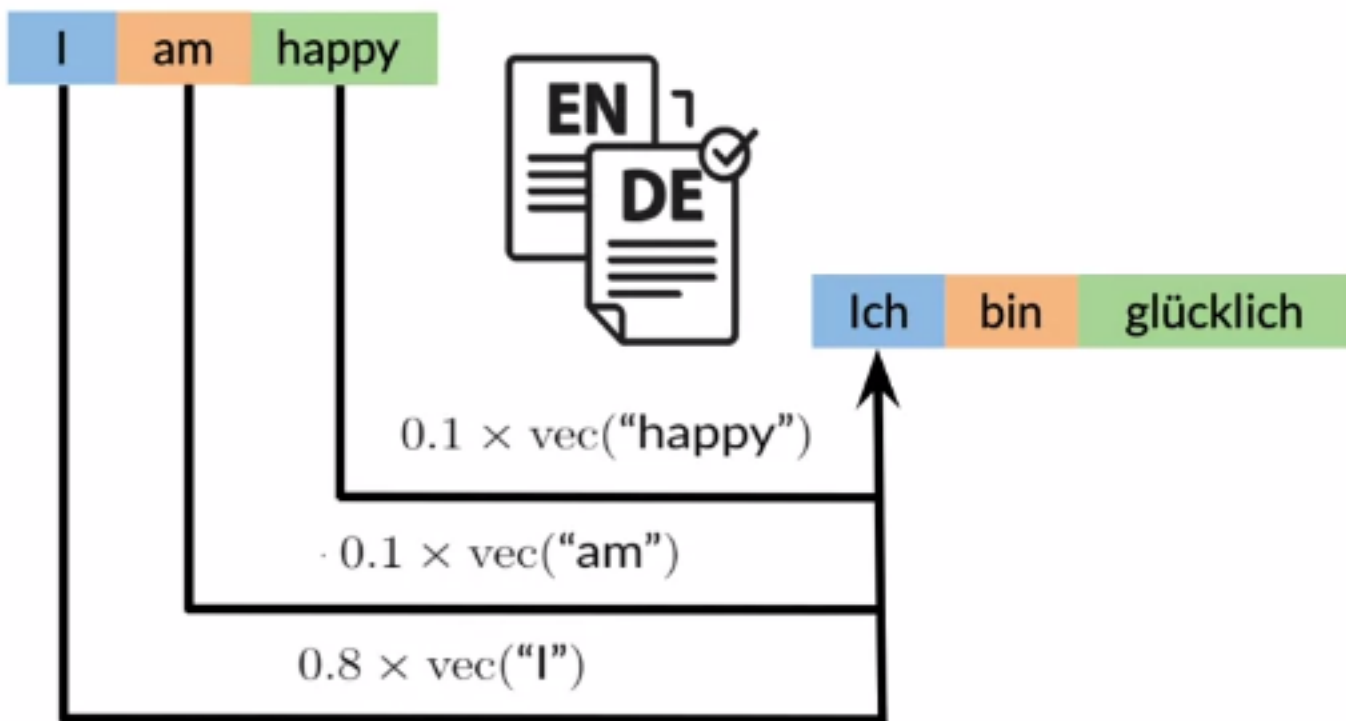 I am happy
EN
DE
Ich bin glücklich
0.1 × vec(“happy”)
0.1 × vec(“am”)
0.8 × vec(“I”)